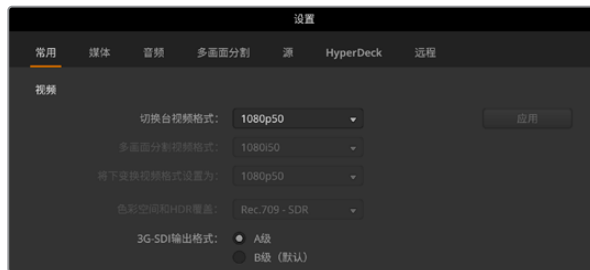 设置
常用 媒体 音频 多画面分割 源 HyperDeck 远程
视频
切换台视频格式： 1080p50 应用
多画面分割视频格式： 1080i50
将下变换视频格式设置为： 1080p50
色彩空间和HDR覆盖： Rec.709 - SDR
3G-SDI输出格式： A级
B级（默认）